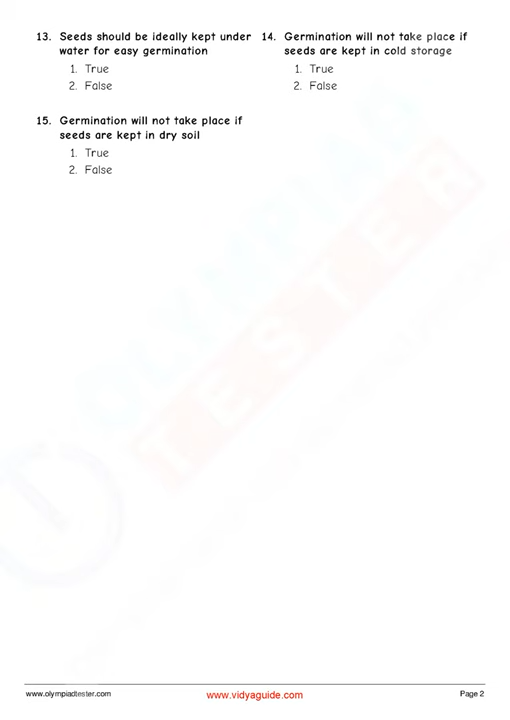 13. Seeds should be ideally kept under
water for easy germination
1. True
2. False
14. Germination will not take place if
seeds are kept in cold storage
1. True
2. False
15. Germination will not take place if
seeds are kept in dry soil
1. True
2. False
OLYMPIAD
TESTER
www.olympiadtester.com
www.vidyaguide.com
Page 2